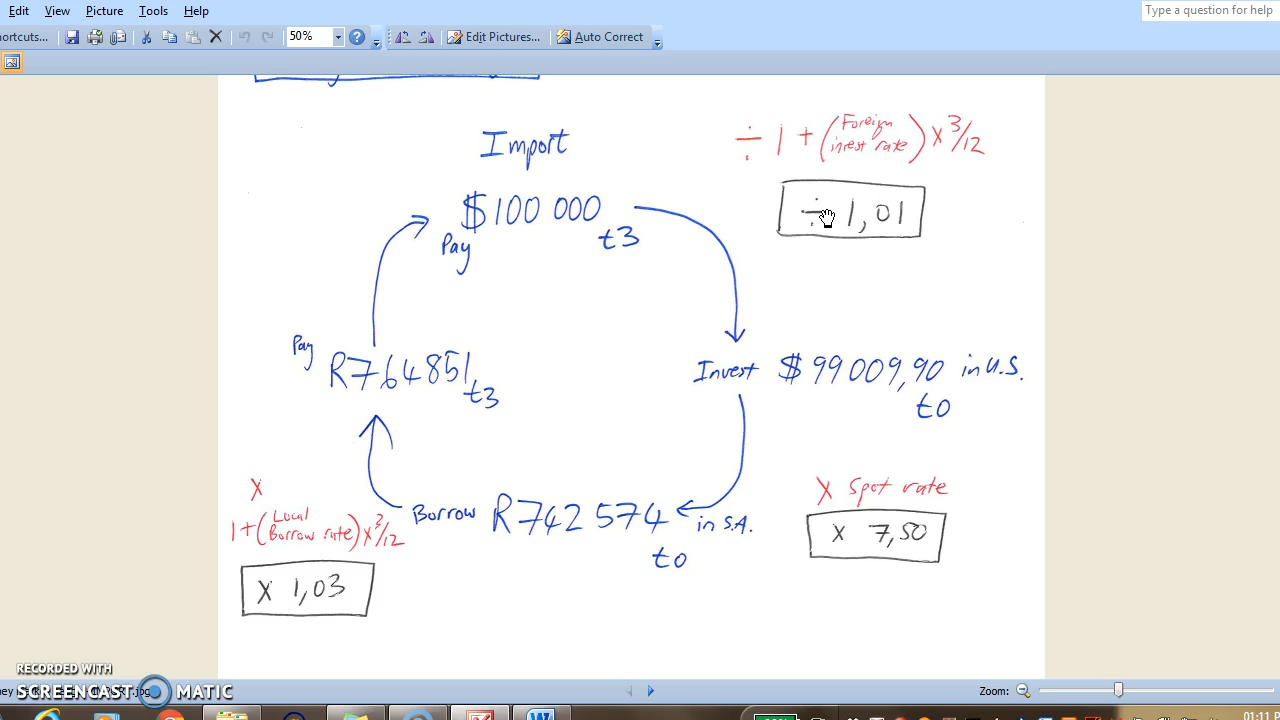 Edit View Picture Tools Help
Type a question for help
ortcuts...
50%
Edit Pictures...
Auto Correct
Import
÷ 1 + (Foreign invest rate) x 3/12
÷ 1,01
$100 000
t3
Pay
Pay
R764851
t3
Invest $99 009,90 in U.S.
t0
x Spot rate
x 7,50
x
1+(Local Borrow rate) x 3/12
x 1,03
Borrow R742 574 in S.A.
t0
RECORDED WITH
SCREENCAST MATIC
Zoom:
01:11 P